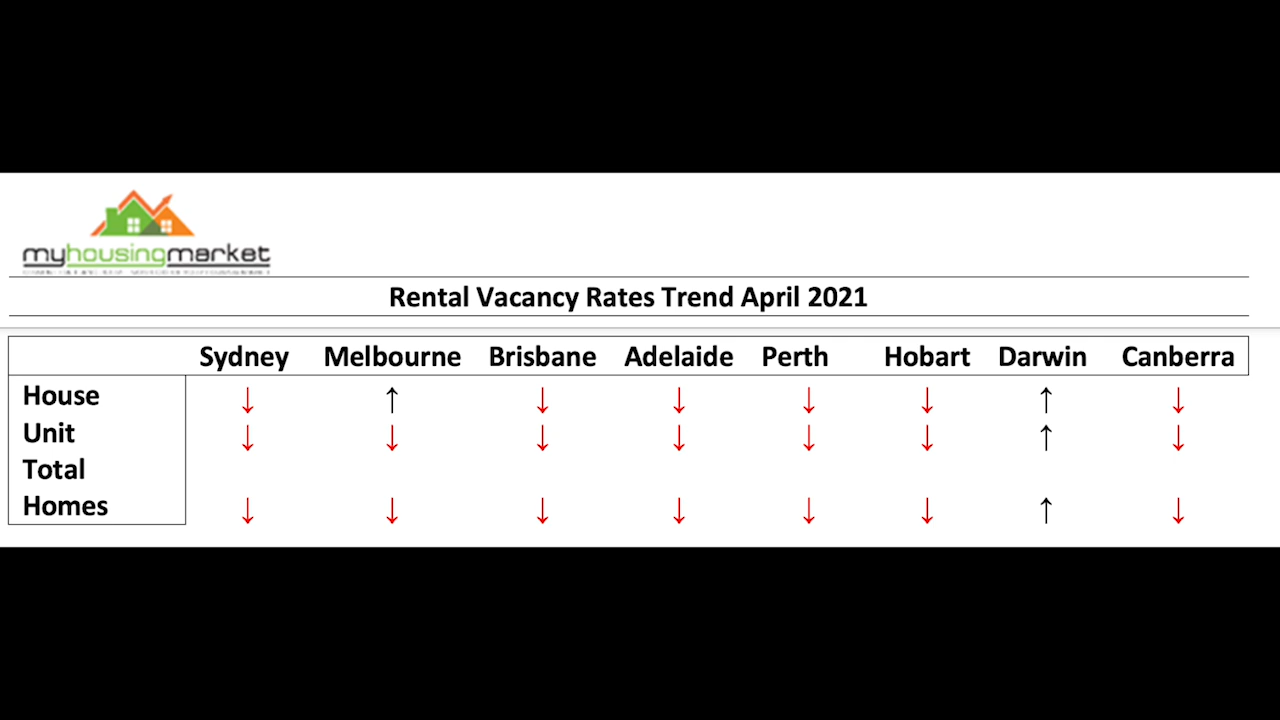 myhousingmarket
Rental Vacancy Rates Trend April 2021
Sydney Melbourne Brisbane Adelaide Perth Hobart Darwin Canberra
House ↓ ↑ ↓ ↓ ↓ ↓ ↑ ↓
Unit ↓ ↓ ↓ ↓ ↓ ↓ ↑ ↓
Total
Homes ↓ ↓ ↓ ↓ ↓ ↓ ↑ ↓